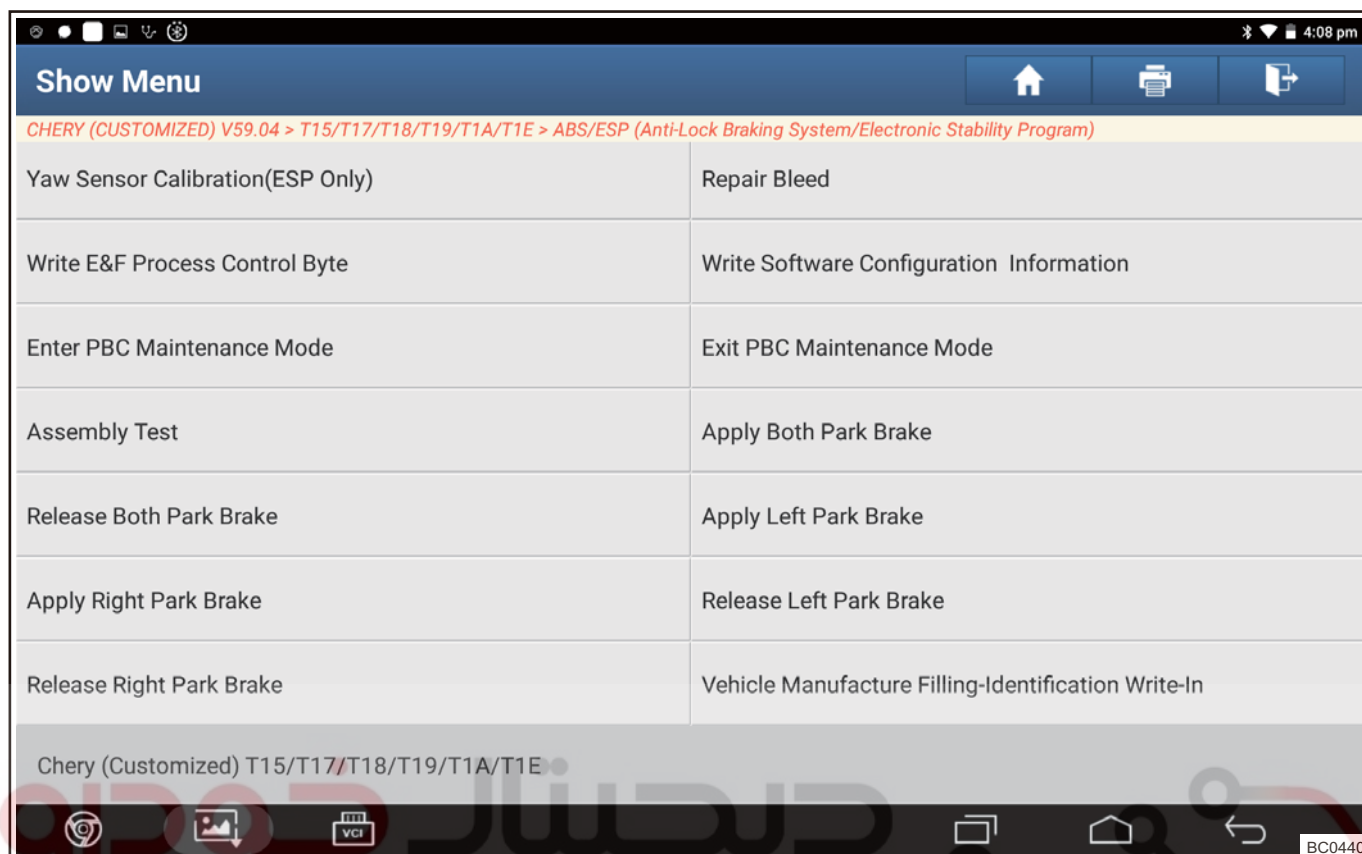 4:08 pm
Show Menu
CHERY (CUSTOMIZED) V59.04 > T15/T17/T18/T19/T1A/T1E > ABS/ESP (Anti-Lock Braking System/Electronic Stability Program)
Yaw Sensor Calibration(ESP Only)
Repair Bleed
Write E&F Process Control Byte
Write Software Configuration  Information
Enter PBC Maintenance Mode
Exit PBC Maintenance Mode
Assembly Test
Apply Both Park Brake
Release Both Park Brake
Apply Left Park Brake
Apply Right Park Brake
Release Left Park Brake
Release Right Park Brake
Vehicle Manufacture Filling-Identification Write-In
Chery (Customized) T15/T17/T18/T19/T1A/T1E
دیجیتال خودرو
VCI
BC0440